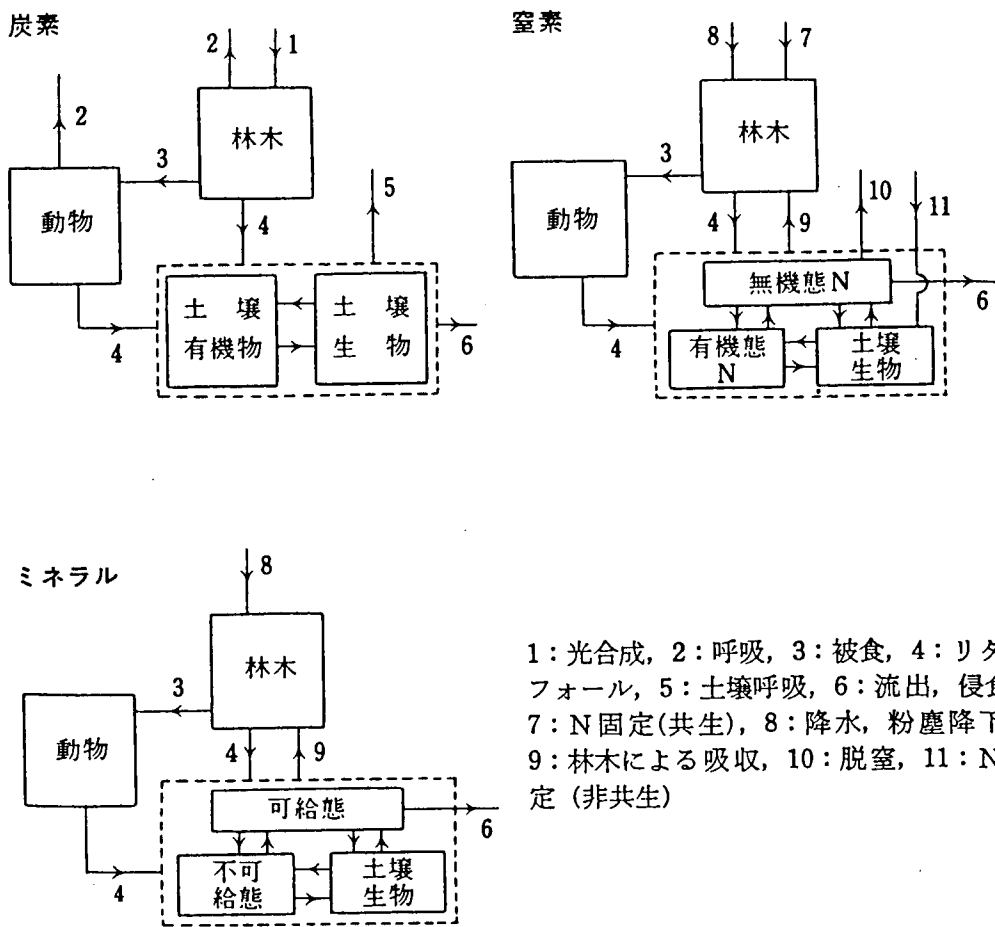 炭素
2
1
林木
2
3
動物
4
5
土壌
有機物
土壌
生物
4
6
窒素
8
7
林木
3
動物
4
9
10
11
無機態N
6
有機態
N
土壌
生物
4
ミネラル
8
林木
3
動物
4
9
可給態
6
不可
給態
土壌
生物
4
1:光合成, 2:呼吸, 3:被食, 4:リタ
フォール, 5:土壌呼吸, 6:流出, 侵食
7:N固定(共生), 8:降水, 粉塵降下
9:林木による吸収, 10:脱窒, 11:N
定 (非共生)